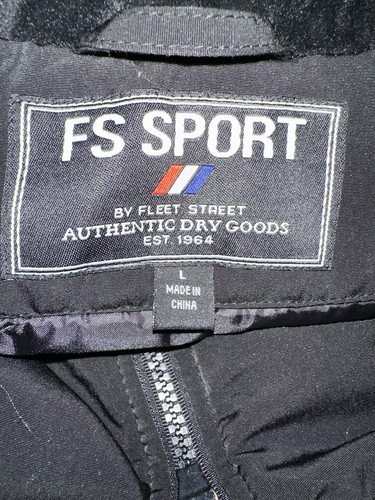 FS SPORT
BY FLEET STREET
AUTHENTIC DRY GOODS
EST. 1964
L
MADE IN
CHINA